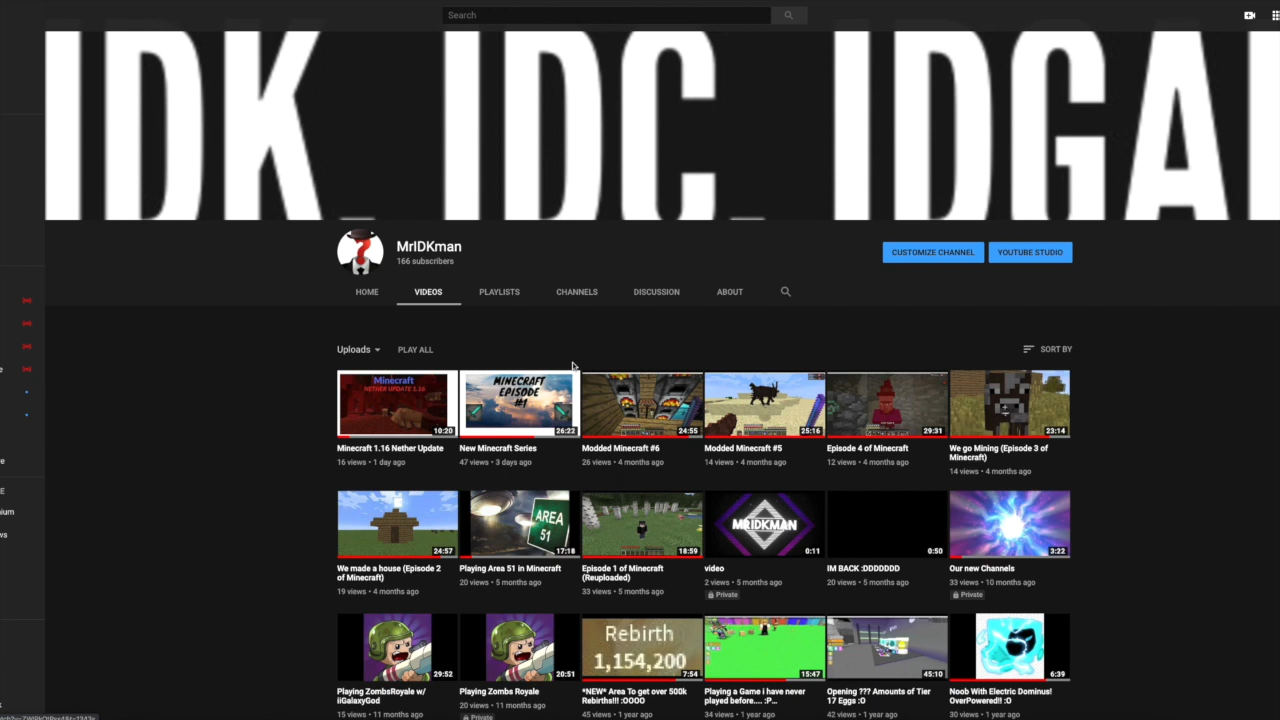 Search
IDK. IDC. IDGAF
MrIDKman
166 subscribers
CUSTOMIZE CHANNEL
YOUTUBE STUDIO
HOME
VIDEOS
PLAYLISTS
CHANNELS
DISCUSSION
ABOUT
Uploads
PLAY ALL
SORT BY
Minecraft
NETHER UPDATE 1.16
10:20
MINECRAFT
EPISODE
#1
26:22
24:55
25:16
29:31
23:14
Minecraft 1.16 Nether Update
16 views • 1 day ago
New Minecraft Series
47 views • 3 days ago
Modded Minecraft #6
26 views • 4 months ago
Modded Minecraft #5
14 views • 4 months ago
Episode 4 of Minecraft
12 views • 4 months ago
We go Mining (Episode 3 of
Minecraft)
14 views • 4 months ago
24:57
AREA
51
17:18
18:59
MRIDKMAN
0:11
0:50
3:22
We made a house (Episode 2
of Minecraft)
19 views • 4 months ago
Playing Area 51 in Minecraft
20 views • 5 months ago
Episode 1 of Minecraft
(Reuploaded)
33 views • 5 months ago
video
2 views • 5 months ago
Private
IM BACK :DDDDDDD
20 views • 5 months ago
Our new Channels
33 views • 10 months ago
Private
29:52
20:51
Rebirth
1,154,200
7:54
15:47
45:10
6:39
Playing ZombsRoyale w/
iiGalaxyGod
15 views • 11 months ago
Playing Zombs Royale
20 views • 11 months ago
Private
*NEW* Area To get over 500k
Rebirths!!! :OOOO
45 views • 1 year ago
Playing a Game i have never
played before.... :P...
34 views • 1 year ago
Opening ??? Amounts of Tier
17 Eggs :O
42 views • 1 year ago
Noob With Electric Dominus!
OverPowered!! :O
30 views • 1 year ago